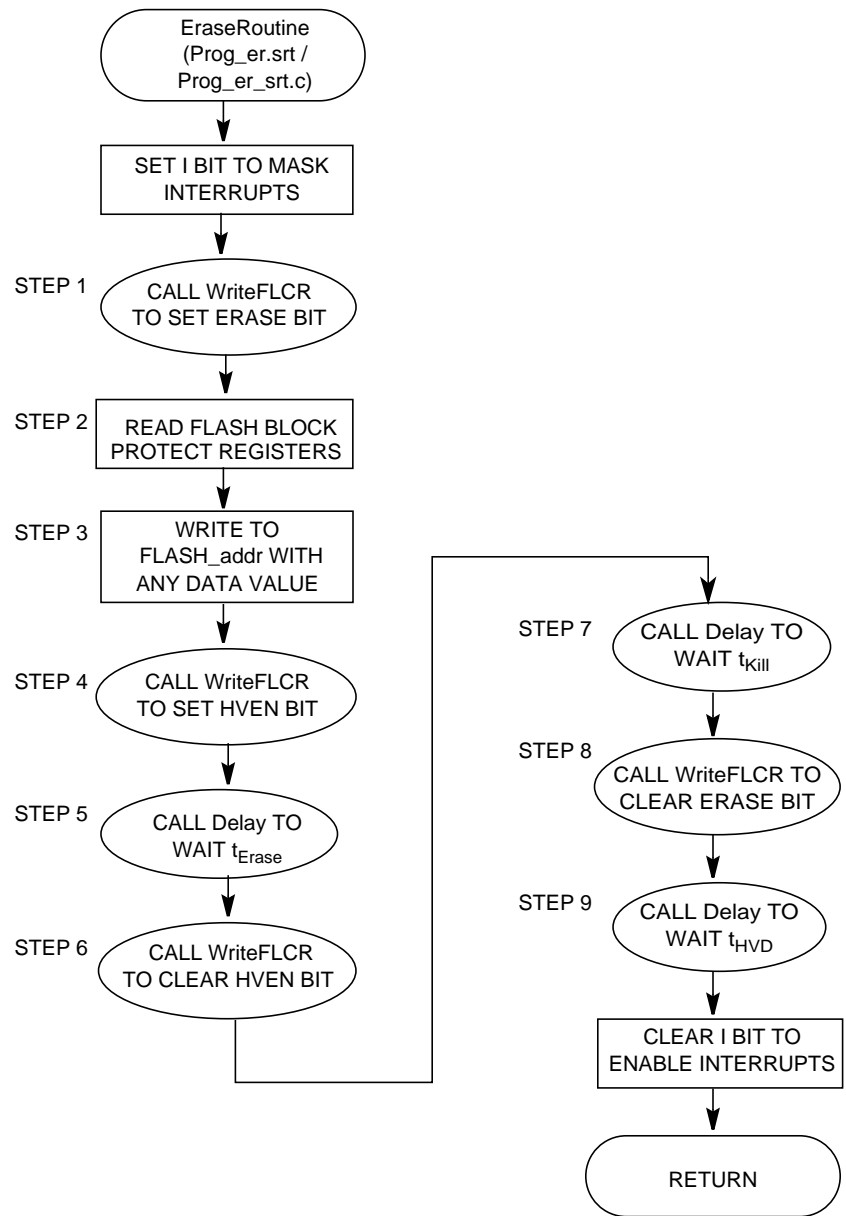 EraseRoutine
(Prog_er.srt /
Prog_er_srt.c)
SET I BIT TO MASK
INTERRUPTS
STEP 1
CALL WriteFLCR
TO SET ERASE BIT
STEP 2
READ FLASH BLOCK
PROTECT REGISTERS
STEP 3
WRITE TO
FLASH_addr WITH
ANY DATA VALUE
STEP 4
CALL WriteFLCR
TO SET HVEN BIT
STEP 5
CALL Delay TO
WAIT tErase
STEP 6
CALL WriteFLCR
TO CLEAR HVEN BIT
STEP 7
CALL Delay TO
WAIT tKill
STEP 8
CALL WriteFLCR TO
CLEAR ERASE BIT
STEP 9
CALL Delay TO
WAIT tHVD
CLEAR I BIT TO
ENABLE INTERRUPTS
RETURN